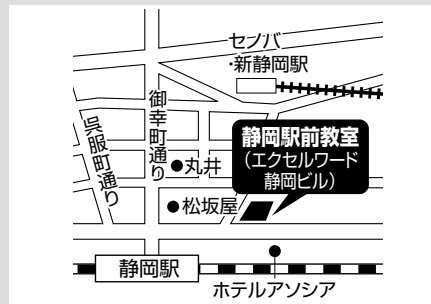 セノバ
・新静岡駅
御幸町通り
呉服町通り
静岡駅前教室
（エクセルワード
静岡ビル）
●丸井
●松坂屋
静岡駅
ホテルアソシア